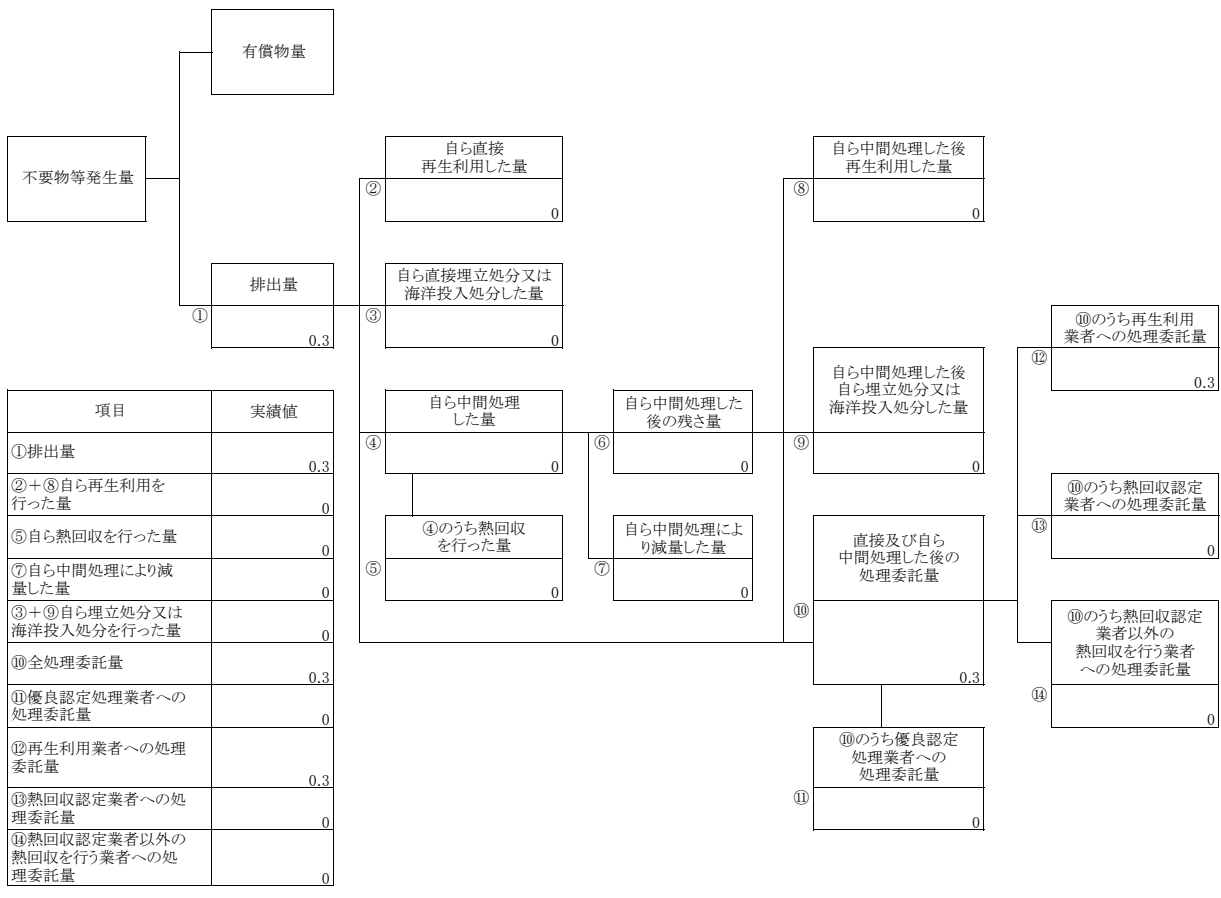 有償物量
不要物等発生量
自ら直接
再生利用した量
②
0
自ら中間処理した後
再生利用した量
⑧
0
排出量
①
0.3
自ら直接埋立処分又は
海洋投入処分した量
③
0
⑩のうち再生利用
業者への処理委託量
⑫
0.3
自ら中間処理
した量
④
0
自ら中間処理した
後の残さ量
⑥
0
自ら中間処理した後
自ら埋立処分又は
海洋投入処分した量
⑨
0
⑩のうち熱回収認定
業者への処理委託量
⑬
0
④のうち熱回収
を行った量
⑤
0
自ら中間処理によ
り減量した量
⑦
0
直接及び自ら
中間処理した後の
処理委託量
⑩
0.3
⑩のうち熱回収認定
業者以外の
熱回収を行う業者
への処理委託量
⑭
0
⑩のうち優良認定
処理業者への
処理委託量
⑪
0
項目 実績値
①排出量
0.3
②＋⑧自ら再生利用を
行った量
0
⑤自ら熱回収を行った量
0
⑦自ら中間処理により減
量した量
0
③＋⑨自ら埋立処分又は
海洋投入処分を行った量
0
⑩全処理委託量
0.3
⑪優良認定処理業者への
処理委託量
0
⑫再生利用業者への処理
委託量
0.3
⑬熱回収認定業者への処
理委託量
0
⑭熱回収認定業者以外の
熱回収を行う業者への処
理委託量
0